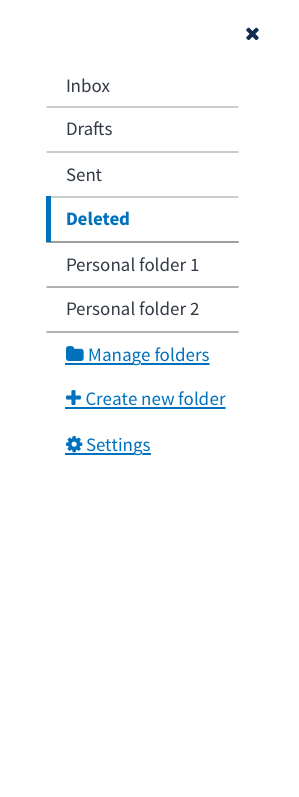 Inbox
Drafts
Sent
Deleted
Personal folder 1
Personal folder 2
Manage folders
Create new folder
Settings